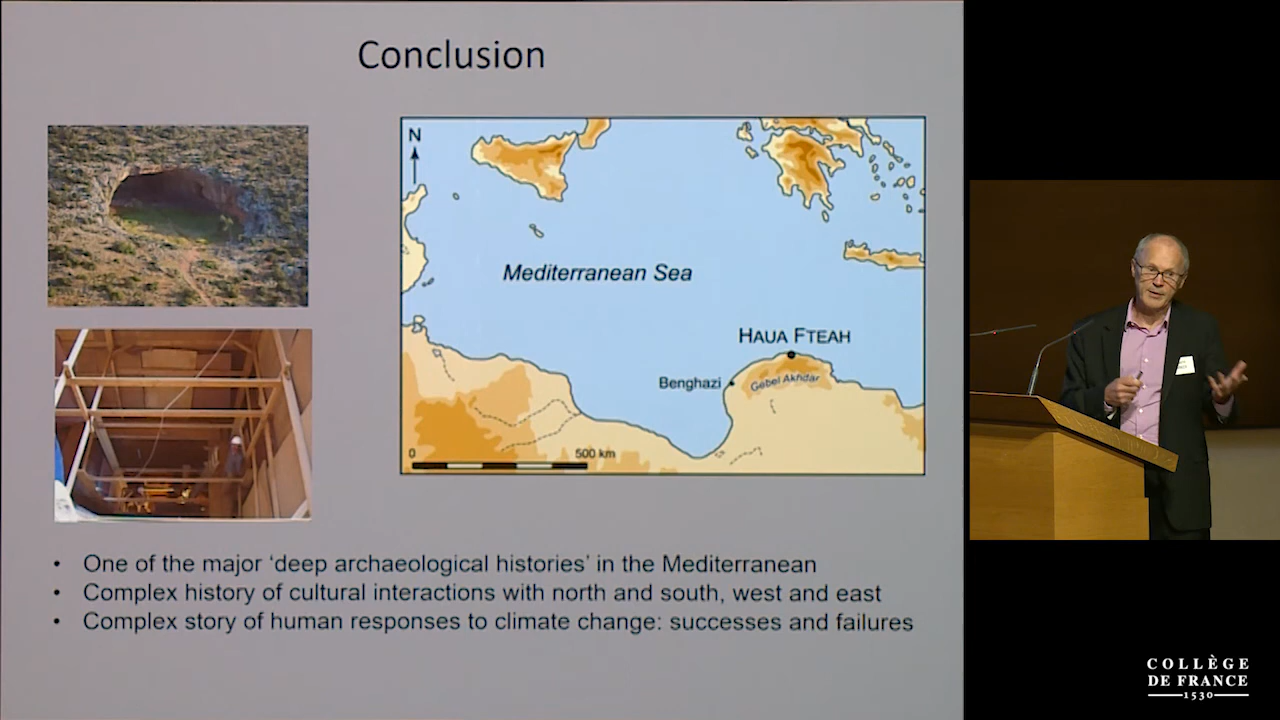 Conclusion
N
Mediterranean Sea
HAUA FTEAH
Benghazi
Gebel Akhdar
0
500 km
• One of the major ‘deep archaeological histories’ in the Mediterranean
• Complex history of cultural interactions with north and south, west and east
• Complex story of human responses to climate change: successes and failures
COLLÈGE
DE FRANCE
1530